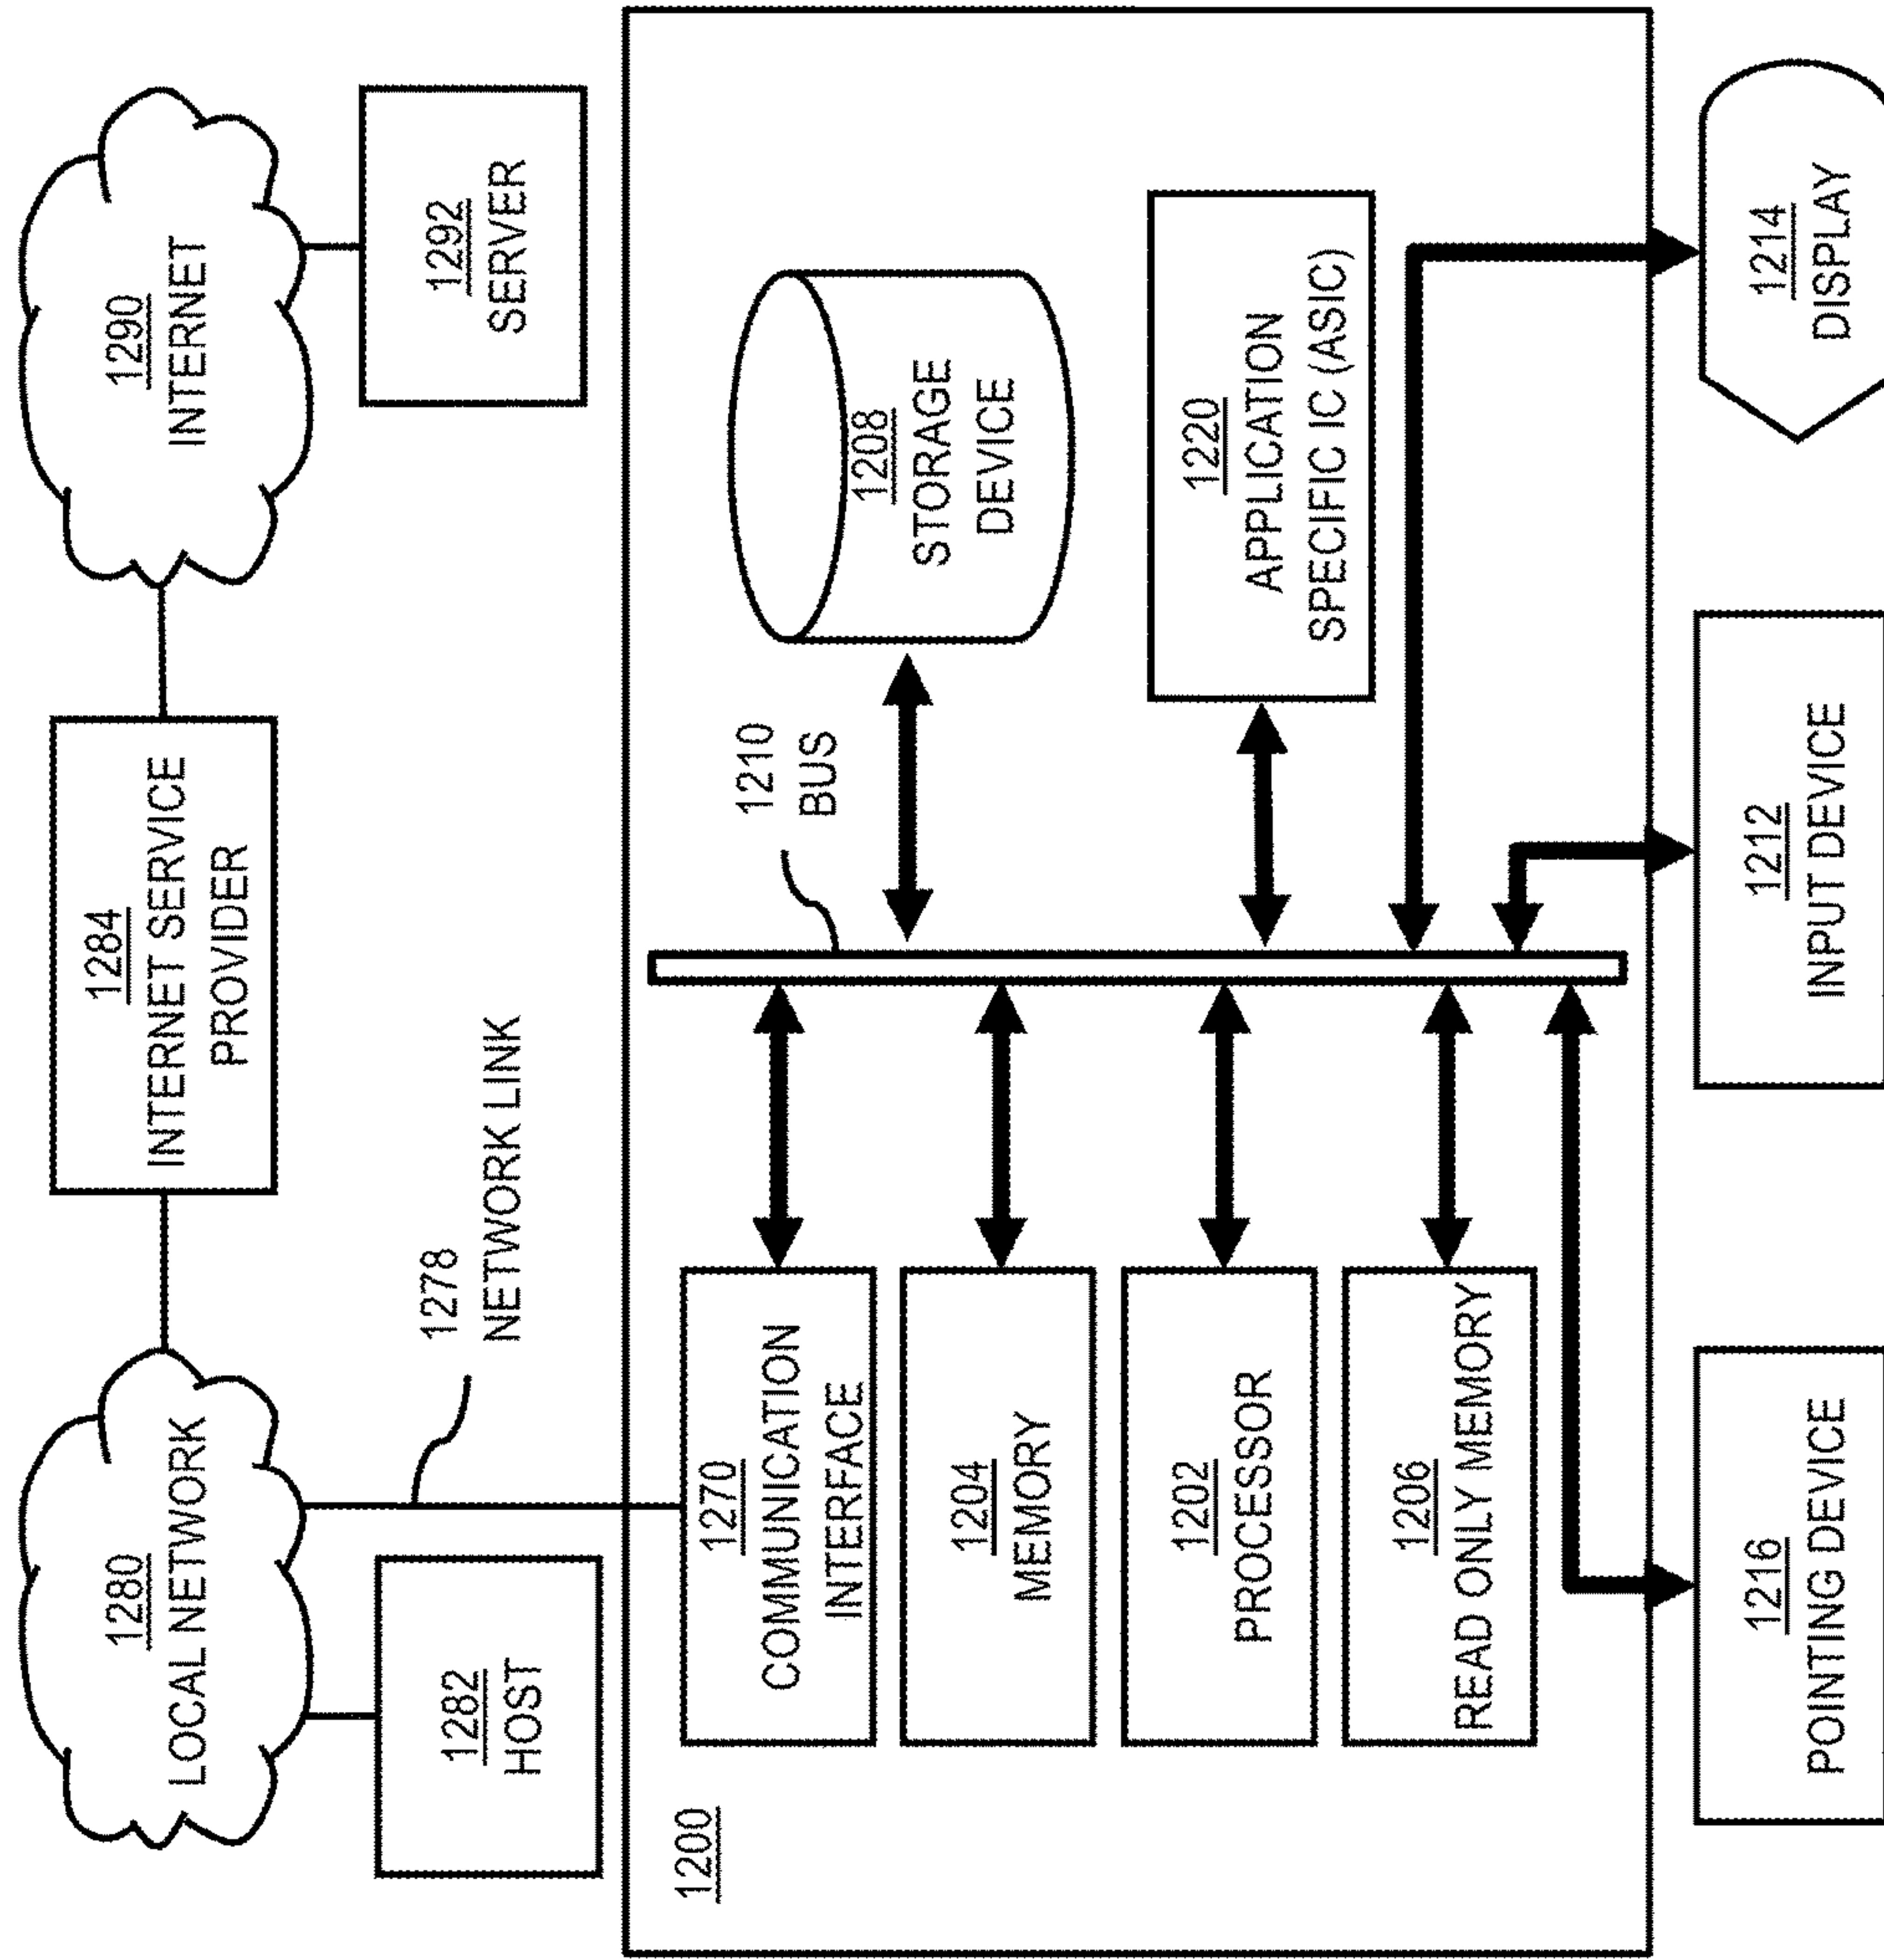 1280
LOCAL NETWORK
1284
INTERNET SERVICE
PROVIDER
1290
INTERNET
1282
HOST
1278
NETWORK LINK
1292
SERVER
1200
1270
COMMUNICATION
INTERFACE
1210
BUS
1208
STORAGE
DEVICE
1204
MEMORY
1202
PROCESSOR
1220
APPLICATION
SPECIFIC IC (ASIC)
1206
READ ONLY MEMORY
1216
POINTING DEVICE
1212
INPUT DEVICE
1214
DISPLAY